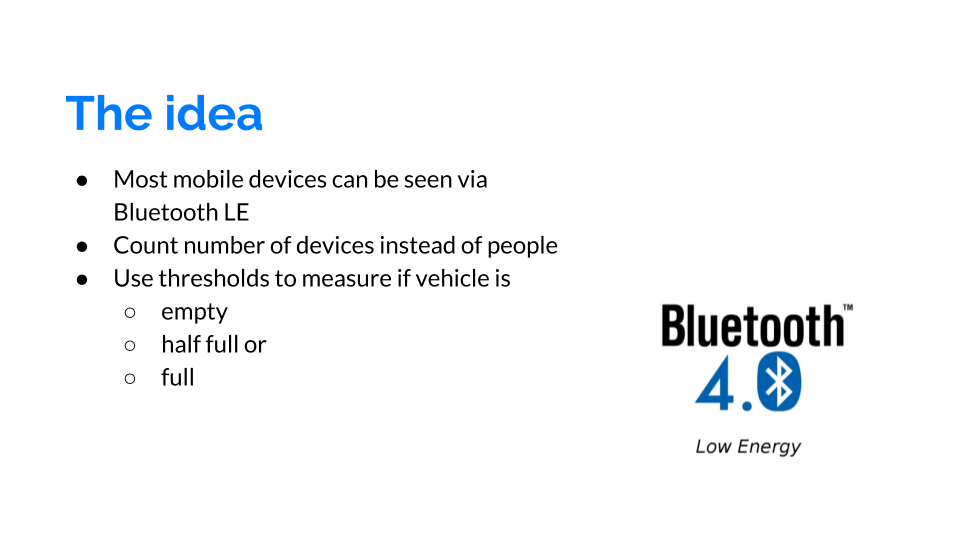 The idea
● Most mobile devices can be seen via
Bluetooth LE
● Count number of devices instead of people
● Use thresholds to measure if vehicle is
○ empty
○ half full or
○ full
Bluetooth™
4.0
Low Energy